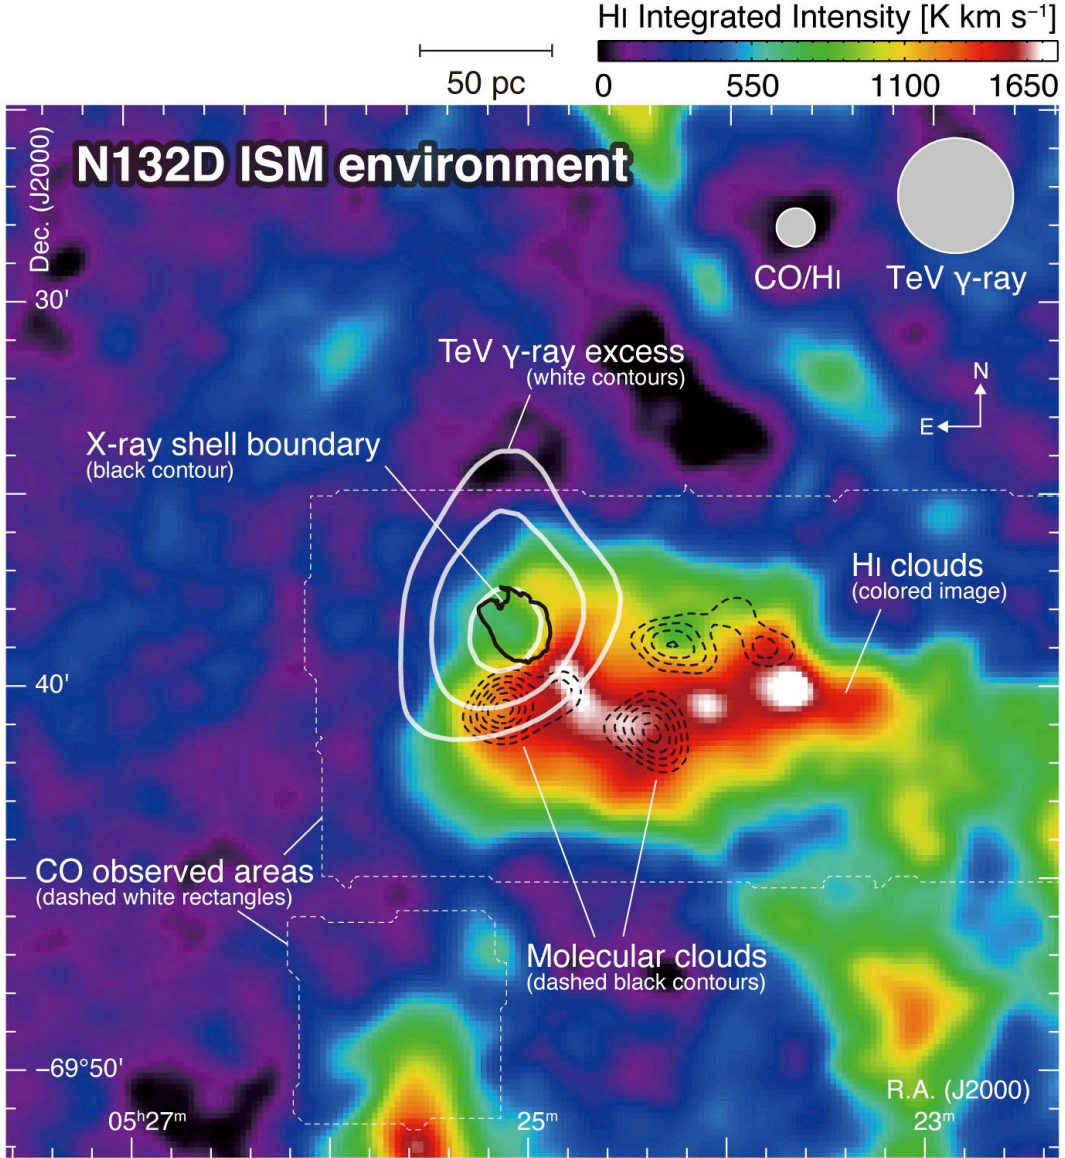 HI Integrated Intensity [K km s⁻¹]
50 pc
0 550 1100 1650
N132D ISM environment
Dec. (J2000)
CO/HI
TeV γ-ray
30'
TeV γ-ray excess
(white contours)
N
E
X-ray shell boundary
(black contour)
HI clouds
(colored image)
40'
CO observed areas
(dashed white rectangles)
Molecular clouds
(dashed black contours)
−69°50'
R.A. (J2000)
05ʰ27ᵐ
25ᵐ
23ᵐ